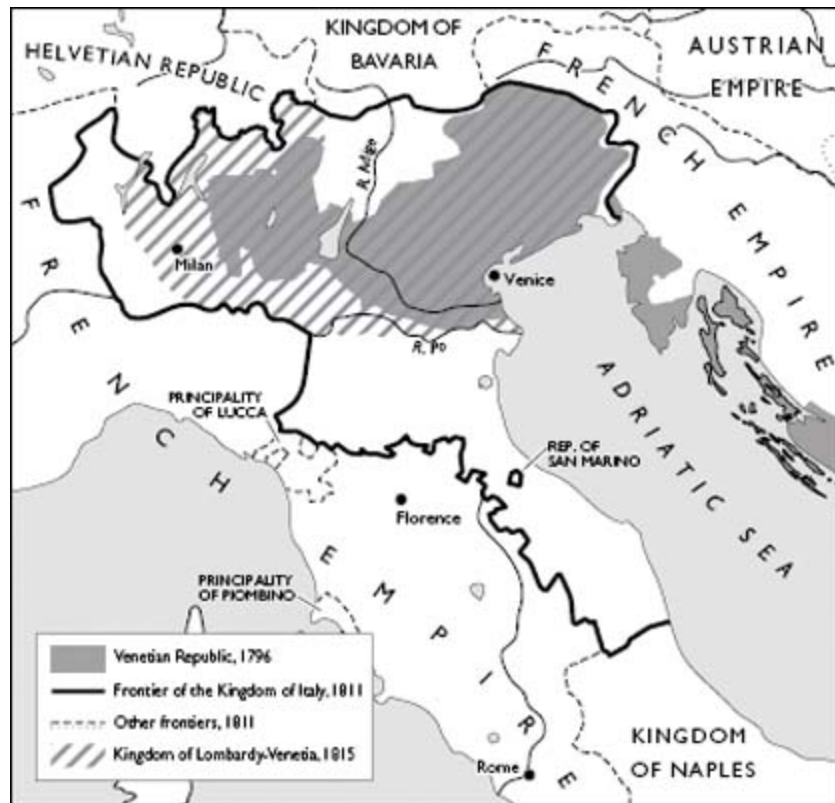 KINGDOM OF
BAVARIA
AUSTRIAN
EMPIRE
HELVETIAN REPUBLIC
FRENCH EMPIRE
R. Adige
Milan
Venice
R. Po
FRENCH EMPIRE
PRINCIPALITY
OF LUCCA
REP. OF
SAN MARINO
ADRIATIC SEA
Florence
PRINCIPALITY
OF PIOMBINO
Venetian Republic, 1796
Frontier of the Kingdom of Italy, 1811
Other frontiers, 1811
Kingdom of Lombardy-Venetia, 1815
Rome
KINGDOM
OF NAPLES